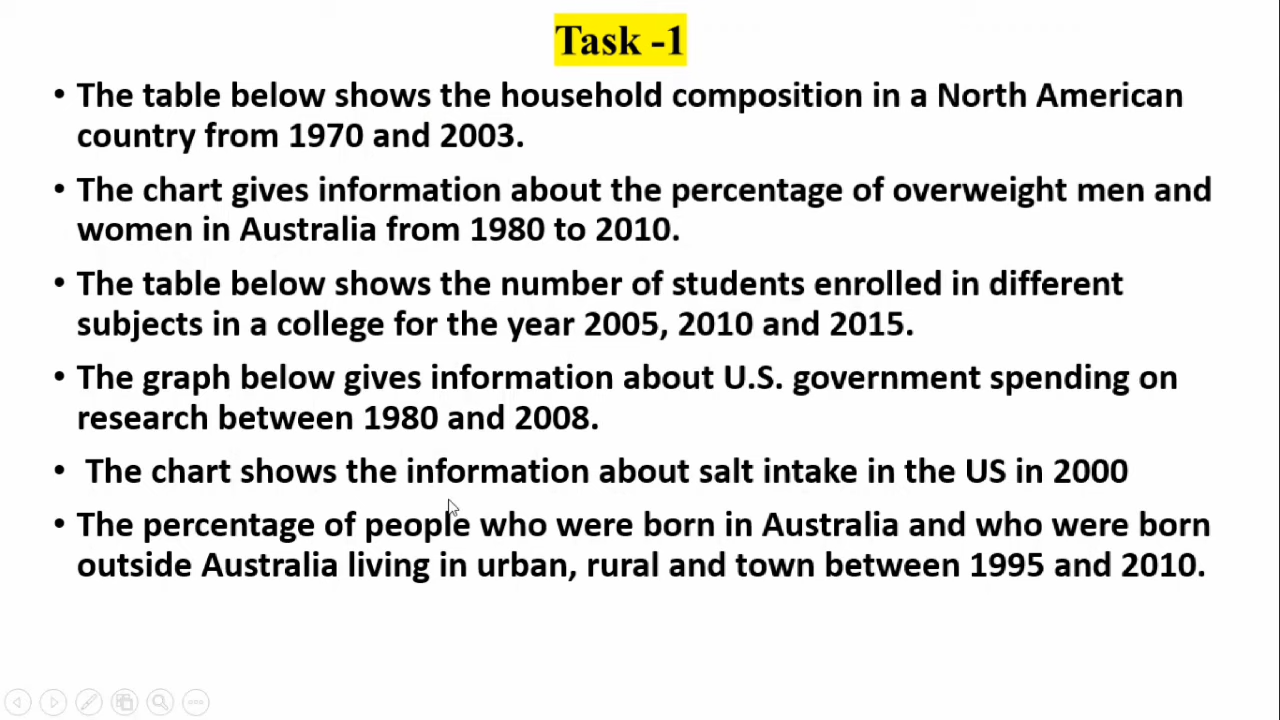 Task -1
• The table below shows the household composition in a North American
country from 1970 and 2003.
• The chart gives information about the percentage of overweight men and
women in Australia from 1980 to 2010.
• The table below shows the number of students enrolled in different
subjects in a college for the year 2005, 2010 and 2015.
• The graph below gives information about U.S. government spending on
research between 1980 and 2008.
• The chart shows the information about salt intake in the US in 2000
• The percentage of people who were born in Australia and who were born
outside Australia living in urban, rural and town between 1995 and 2010.